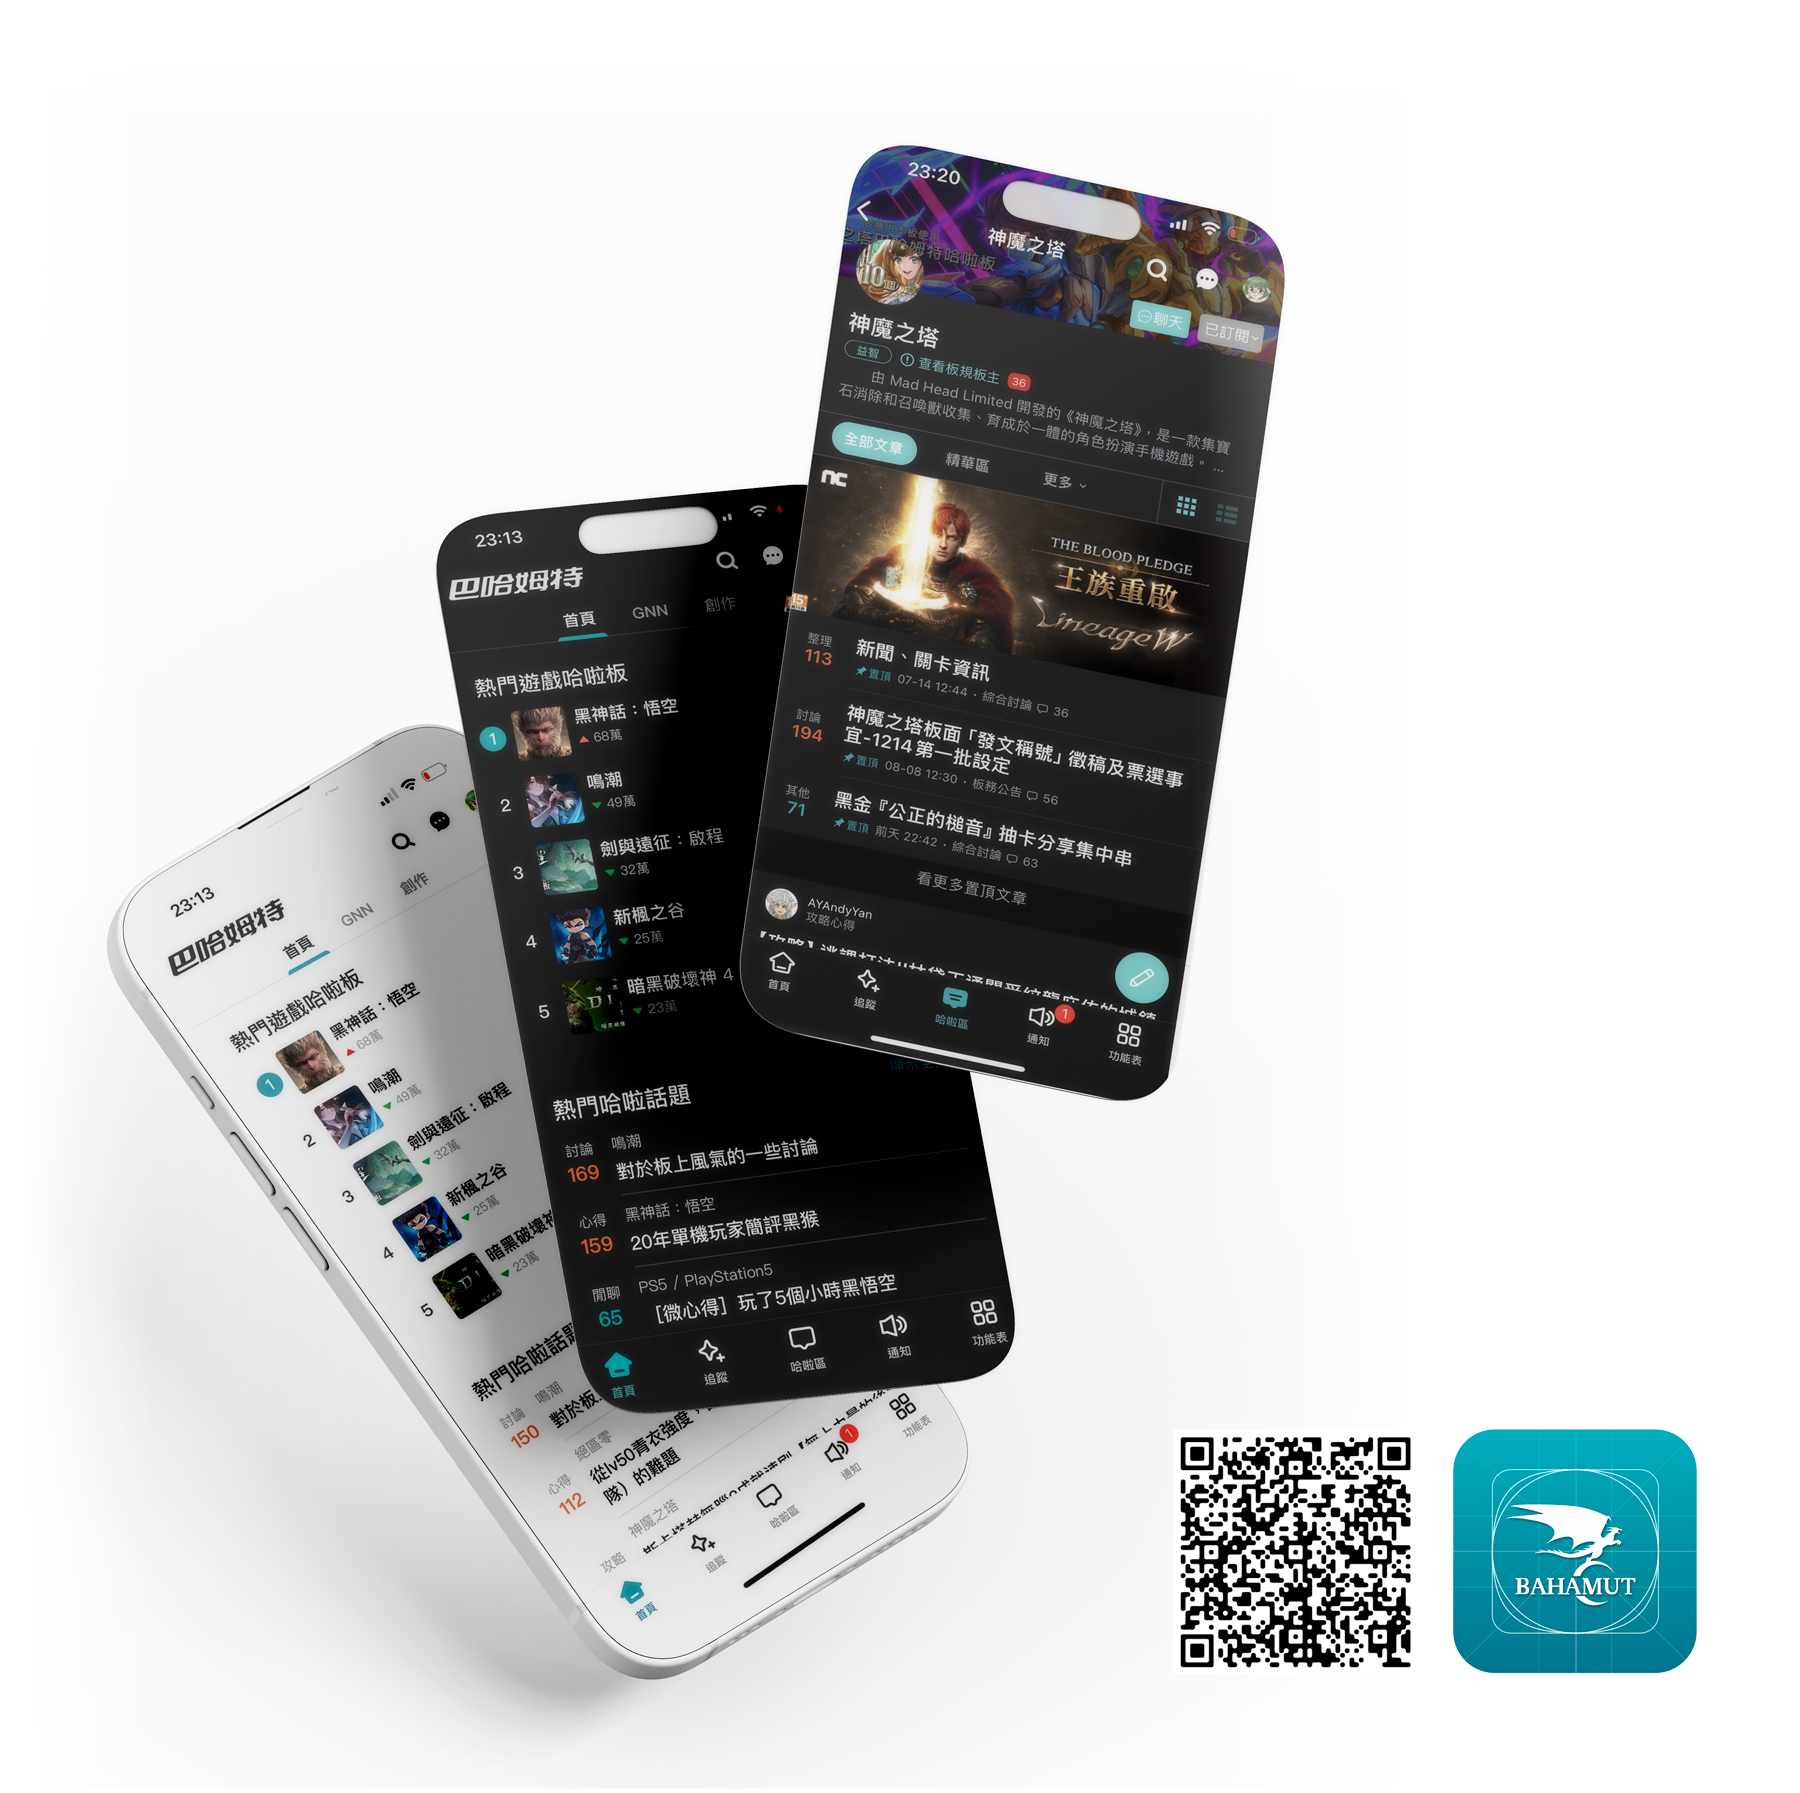 23:20
神魔之塔
聊天
已訂閱
神魔之塔
益智
查看板規板主
36
由 Mad Head Limited 開發的《神魔之塔》，是一款集寶
石消除和召喚獸收集、育成於一體的角色扮演手機遊戲。 ...
全部文章
精華區
更多
nc
THE BLOOD PLEDGE
王族重啟
LineageW
整理
113
新聞、關卡資訊
置頂 07-14 12:44・綜合討論 36
討論
194
神魔之塔板面「發文稱號」徵稿及票選事
宜-1214第一批設定
置頂 08-08 12:30・板務公告 56
其他
71
黑金『公正的槌音』抽卡分享集中串
置頂 前天 22:42・綜合討論 63
看更多置頂文章
AYAndyYan
攻略心得
首頁
追蹤
哈啦區
通知
1
功能表
23:13
巴哈姆特
首頁
GNN
創作
熱門遊戲哈啦板
1
黑神話：悟空
68萬
2
鳴潮
49萬
3
劍與遠征：啟程
32萬
4
新楓之谷
25萬
5
暗黑破壞神 4
23萬
熱門哈啦話題
討論
169
鳴潮
對於板上風氣的一些討論
心得
159
黑神話：悟空
20年單機玩家簡評黑猴
閒聊
65
PS5 / PlayStation5
［微心得］玩了5個小時黑悟空
首頁
追蹤
哈啦區
通知
功能表
23:13
巴哈姆特
首頁
GNN
創作
熱門遊戲哈啦板
1
黑神話：悟空
68萬
2
鳴潮
49萬
3
劍與遠征：啟程
32萬
4
新楓之谷
25萬
5
暗黑破壞神
23萬
熱門哈啦話題
討論
150
鳴潮
對於板
心得
112
絕區零
從lv50青衣強度，
隊）的難題
攻略
神魔之塔
首頁
追蹤
哈啦區
通知
1
功能表
BAHAMUT